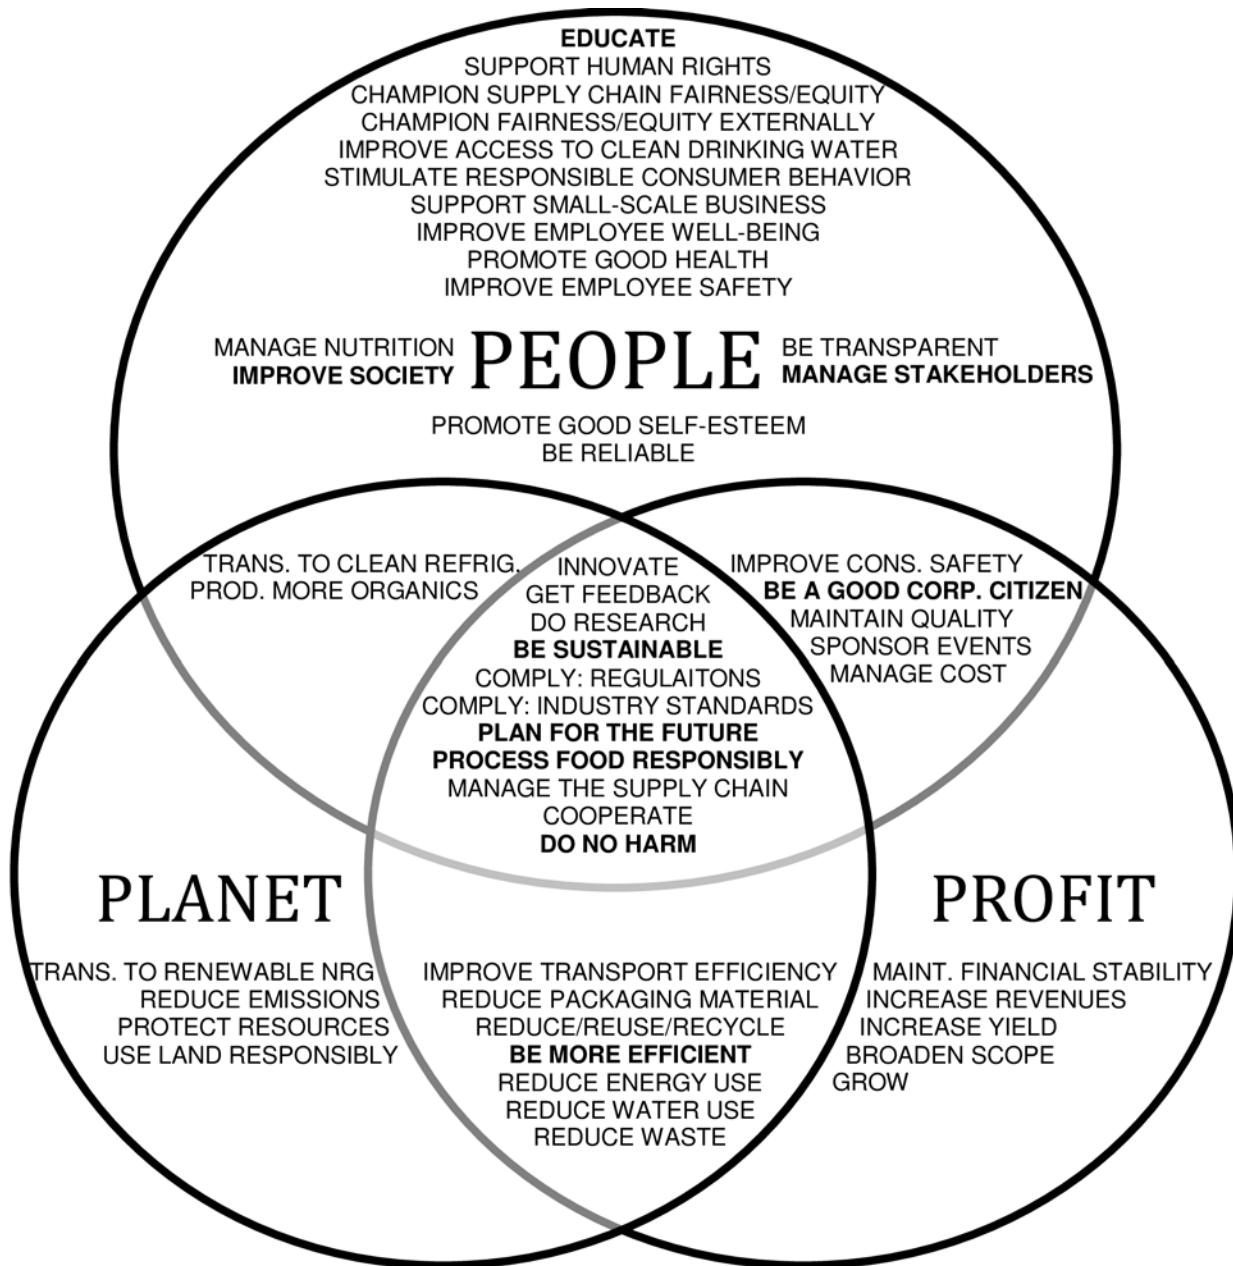 EDUCATE
SUPPORT HUMAN RIGHTS
CHAMPION SUPPLY CHAIN FAIRNESS/EQUITY
CHAMPION FAIRNESS/EQUITY EXTERNALLY
IMPROVE ACCESS TO CLEAN DRINKING WATER
STIMULATE RESPONSIBLE CONSUMER BEHAVIOR
SUPPORT SMALL-SCALE BUSINESS
IMPROVE EMPLOYEE WELL-BEING
PROMOTE GOOD HEALTH
IMPROVE EMPLOYEE SAFETY
MANAGE NUTRITION
IMPROVE SOCIETY
PEOPLE
BE TRANSPARENT
MANAGE STAKEHOLDERS
PROMOTE GOOD SELF-ESTEEM
BE RELIABLE
TRANS. TO CLEAN REFRIG.
PROD. MORE ORGANICS
INNOVATE
GET FEEDBACK
DO RESEARCH
BE SUSTAINABLE
COMPLY: REGULAITONS
COMPLY: INDUSTRY STANDARDS
PLAN FOR THE FUTURE
PROCESS FOOD RESPONSIBLY
MANAGE THE SUPPLY CHAIN
COOPERATE
DO NO HARM
IMPROVE CONS. SAFETY
BE A GOOD CORP. CITIZEN
MAINTAIN QUALITY
SPONSOR EVENTS
MANAGE COST
PLANET
PROFIT
TRANS. TO RENEWABLE NRG
REDUCE EMISSIONS
PROTECT RESOURCES
USE LAND RESPONSIBLY
IMPROVE TRANSPORT EFFICIENCY
REDUCE PACKAGING MATERIAL
REDUCE/REUSE/RECYCLE
BE MORE EFFICIENT
REDUCE ENERGY USE
REDUCE WATER USE
REDUCE WASTE
MAINT. FINANCIAL STABILITY
INCREASE REVENUES
INCREASE YIELD
BROADEN SCOPE
GROW